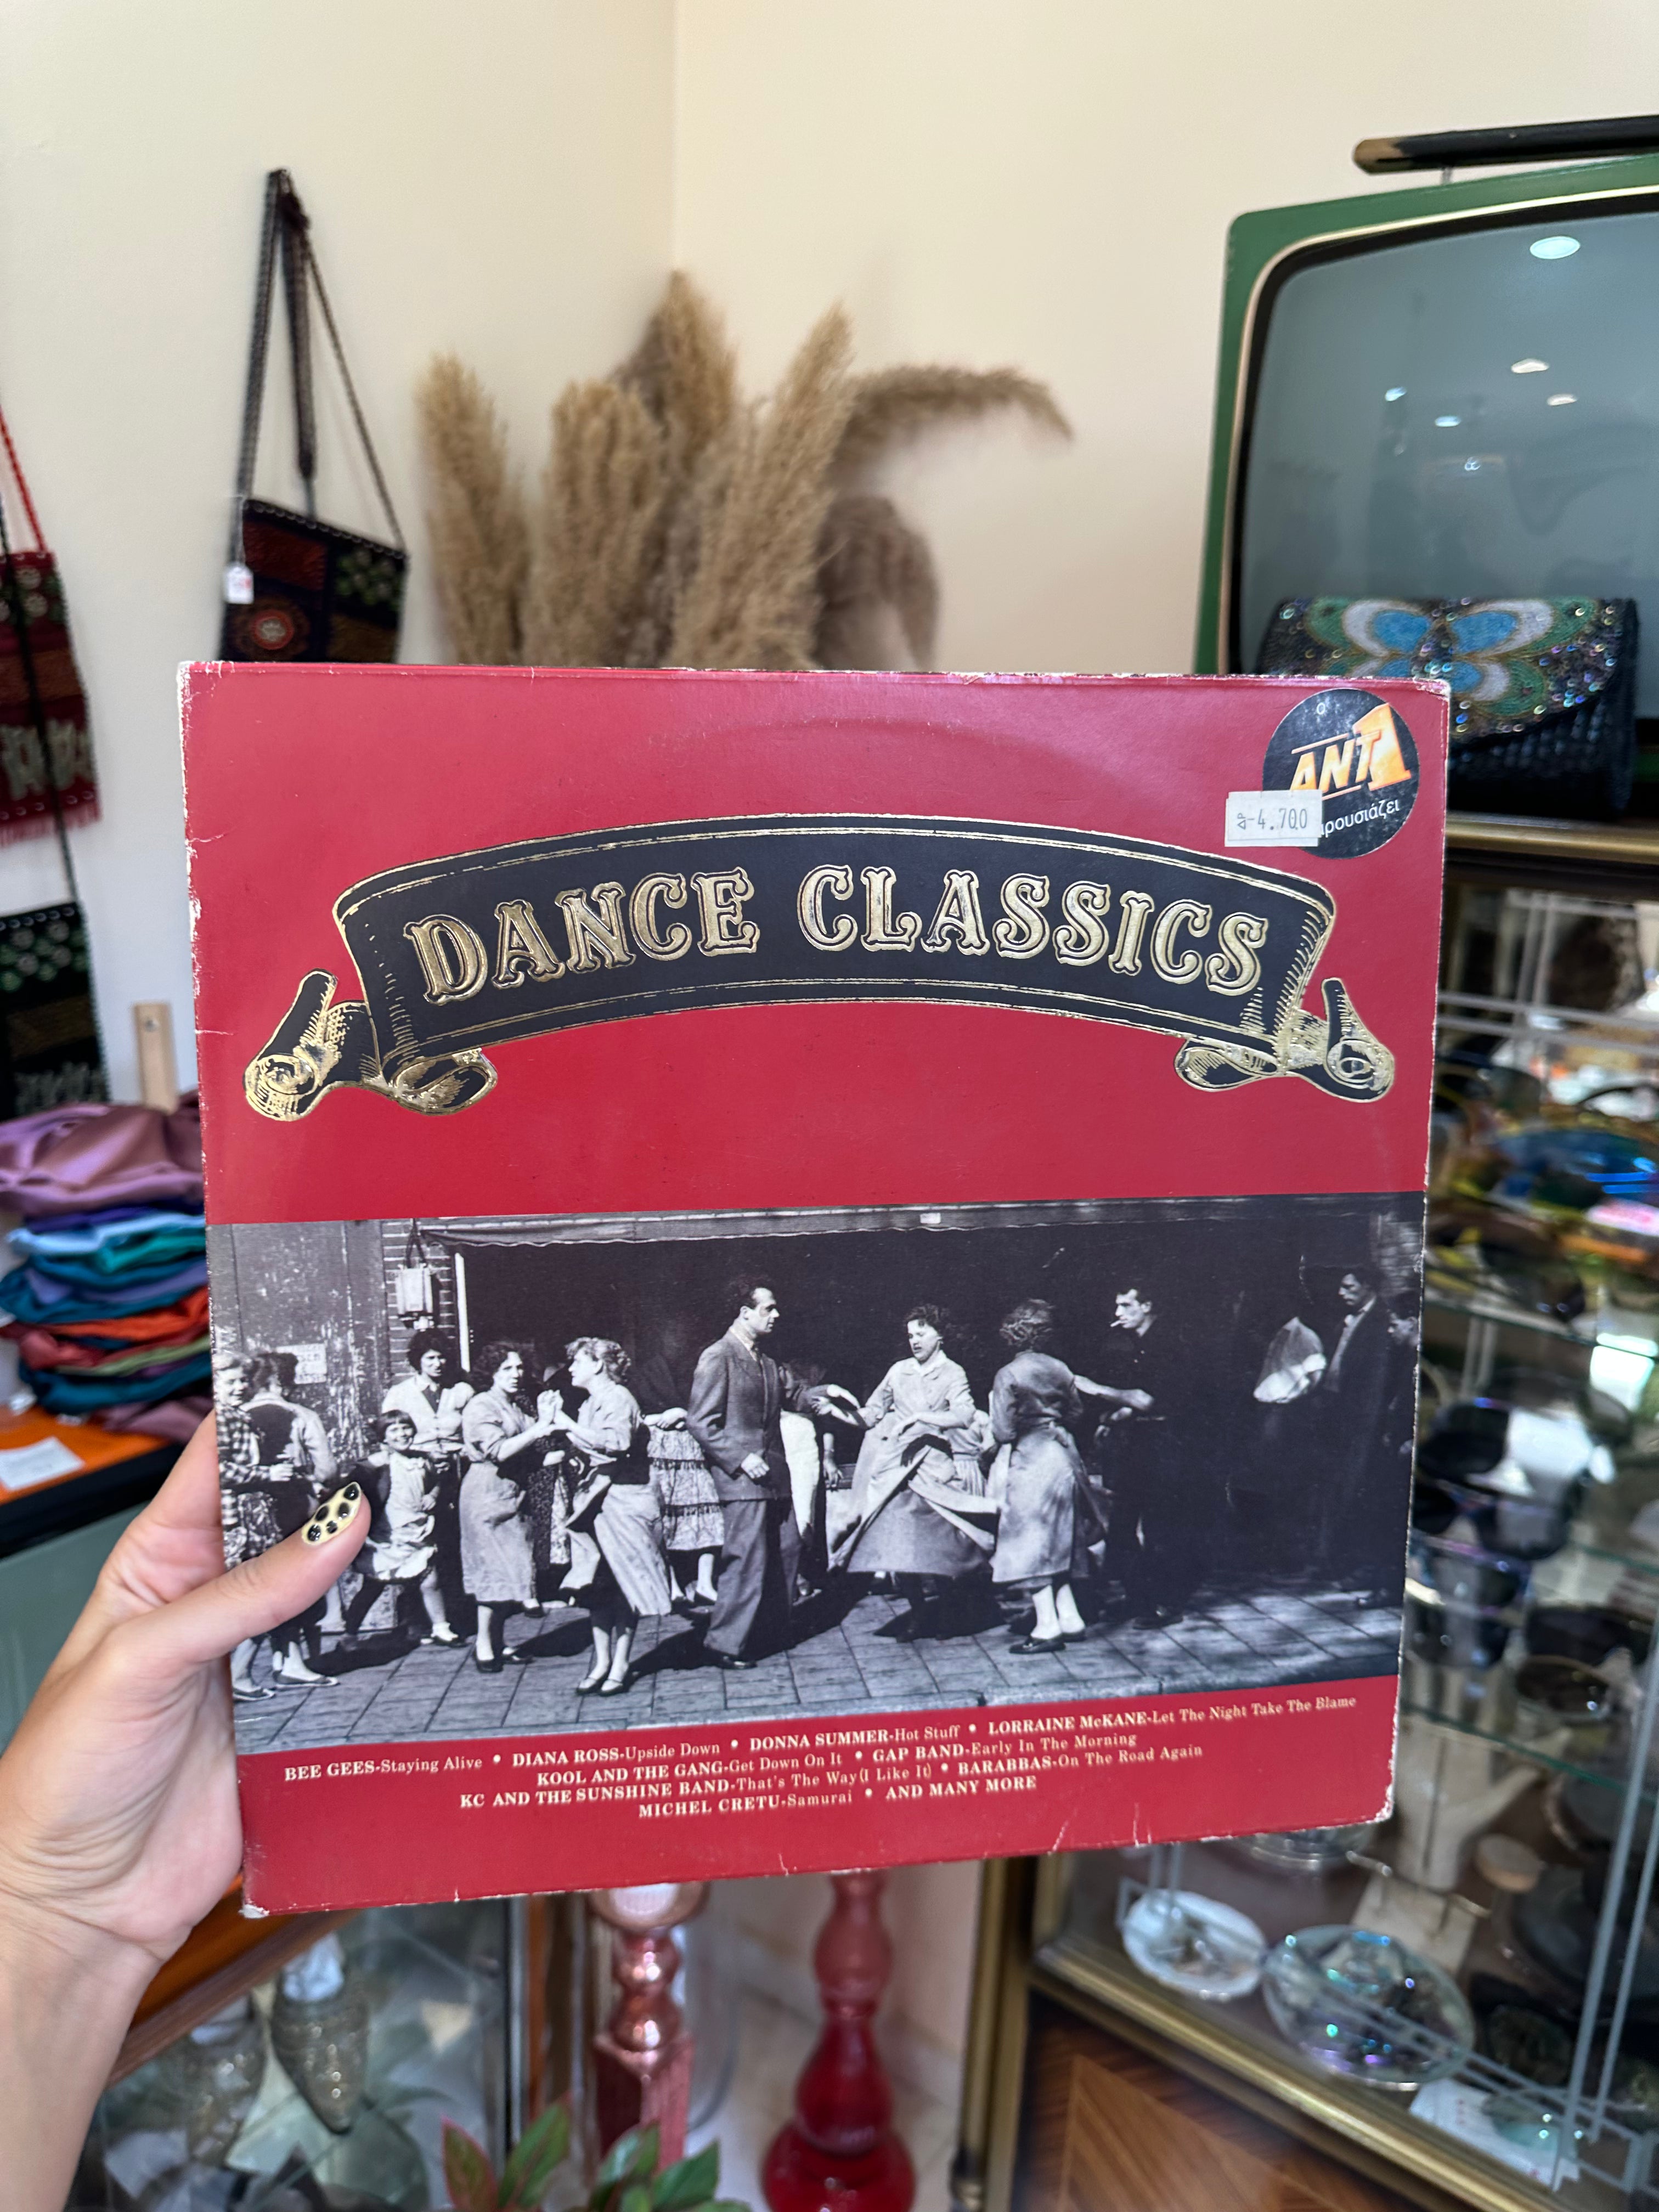 Ο
ANT1
ΔΡ-4.700
ρουσιάζει
DANCE CLASSICS
BEE GEES-Staying Alive • DIANA ROSS-Upside Down • DONNA SUMMER-Hot Stuff • LORRAINE McKANE-Let The Night Take The Blame
KOOL AND THE GANG-Get Down On It • GAP BAND-Early In The Morning
KC AND THE SUNSHINE BAND-That's The Way (I Like It) • BARABBAS-On The Road Again
MICHEL CRETU-Samurai • AND MANY MORE